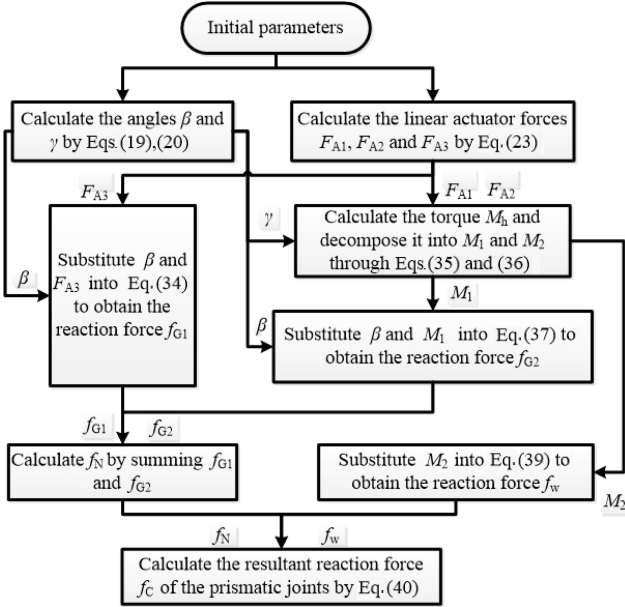 Initial parameters
Calculate the angles β and
γ by Eqs.(19),(20)
Calculate the linear actuator forces
FA1, FA2 and FA3 by Eq.(23)
FA3
FA1 FA2
γ
Calculate the torque Mh and
decompose it into M1 and M2
through Eqs.(35) and (36)
Substitute β and
FA3 into Eq.(34)
to obtain the
reaction force fG1
β
M1
β
Substitute β and M1 into Eq.(37) to
obtain the reaction force fG2
fG1 fG2
Calculate fN by summing fG1
and fG2
Substitute M2 into Eq.(39) to
obtain the reaction force fw
M2
fN fw
Calculate the resultant reaction force
fC of the prismatic joints by Eq.(40)